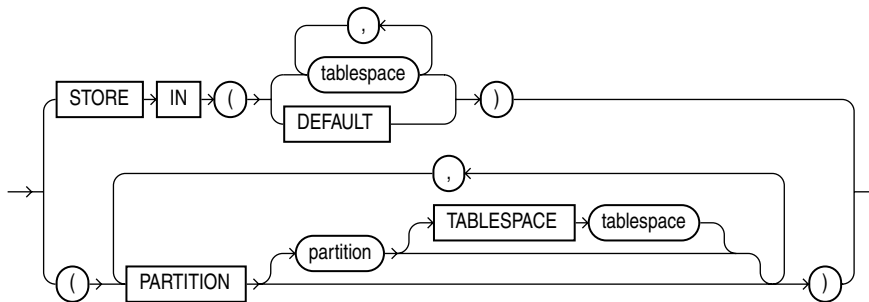 ,
tablespace
STORE IN ( )
DEFAULT
,
TABLESPACE tablespace
partition
( PARTITION )